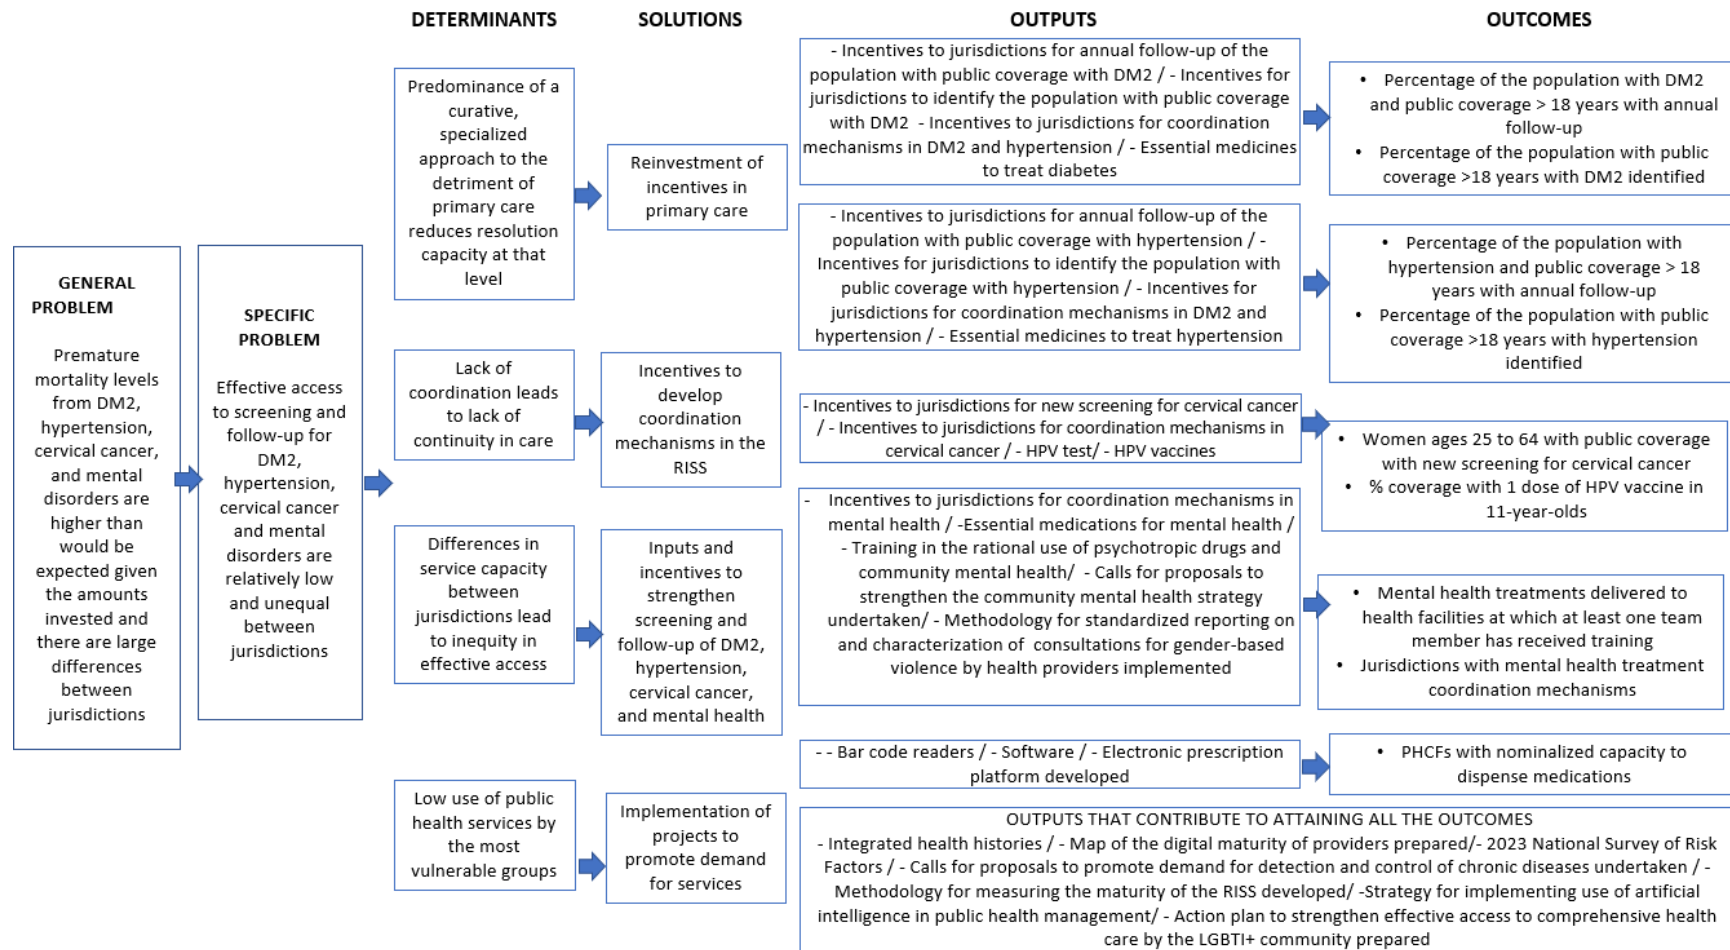 DETERMINANTS
SOLUTIONS
OUTPUTS
OUTCOMES
GENERAL
PROBLEM
Premature
mortality levels
from DM2,
hypertension,
cervical cancer,
and mental
disorders are
higher than
would be
expected given
the amounts
invested and
there are large
differences
between
jurisdictions
SPECIFIC
PROBLEM
Effective access
to screening and
follow-up for
DM2,
hypertension,
cervical cancer
and mental
disorders are
relatively low
and unequal
between
jurisdictions
Predominance of a
curative,
specialized
approach to the
detriment of
primary care
reduces resolution
capacity at that
level
Lack of
coordination leads
to lack of
continuity in care
Differences in
service capacity
between
jurisdictions lead
to inequity in
effective access
Low use of public
health services by
the most
vulnerable groups
Reinvestment of
incentives in
primary care
Incentives to
develop
coordination
mechanisms in the
RISS
Inputs and
incentives to
strengthen
screening and
follow-up of DM2,
hypertension,
cervical cancer,
and mental health
Implementation of
projects to
promote demand
for services
- Incentives to jurisdictions for annual follow-up of the
population with public coverage with DM2 / - Incentives for
jurisdictions to identify the population with public coverage
with DM2 - Incentives to jurisdictions for coordination
mechanisms in DM2 and hypertension / - Essential medicines
to treat diabetes
- Incentives to jurisdictions for annual follow-up of the
population with public coverage with hypertension / -
Incentives for jurisdictions to identify the population with
public coverage with hypertension / - Incentives for
jurisdictions for coordination mechanisms in DM2 and
hypertension / - Essential medicines to treat hypertension
- Incentives to jurisdictions for new screening for cervical cancer
/ - Incentives to jurisdictions for coordination mechanisms in
cervical cancer / - HPV test/ - HPV vaccines
- Incentives to jurisdictions for coordination mechanisms in
mental health / -Essential medications for mental health /
- Training in the rational use of psychotropic drugs and
community mental health/ - Calls for proposals to
strengthen the community mental health strategy
undertaken/ - Methodology for standardized reporting on
and characterization of consultations for gender-based
violence by health providers implemented
- - Bar code readers / - Software / - Electronic prescription
platform developed
OUTPUTS THAT CONTRIBUTE TO ATTAINING ALL THE OUTCOMES
- Integrated health histories / - Map of the digital maturity of providers prepared/- 2023 National Survey of Risk
Factors / - Calls for proposals to promote demand for detection and control of chronic diseases undertaken / -
Methodology for measuring the maturity of the RISS developed/ -Strategy for implementing use of artificial
intelligence in public health management/ - Action plan to strengthen effective access to comprehensive health
care by the LGBTI+ community prepared
• Percentage of the population with DM2
and public coverage > 18 years with annual
follow-up
• Percentage of the population with public
coverage >18 years with DM2 identified
• Percentage of the population with
hypertension and public coverage > 18
years with annual follow-up
• Percentage of the population with public
coverage >18 years with hypertension
identified
• Women ages 25 to 64 with public coverage
with new screening for cervical cancer
• % coverage with 1 dose of HPV vaccine in
11-year-olds
• Mental health treatments delivered to
health facilities at which at least one team
member has received training
• Jurisdictions with mental health treatment
coordination mechanisms
• PHCFs with nominalized capacity to
dispense medications